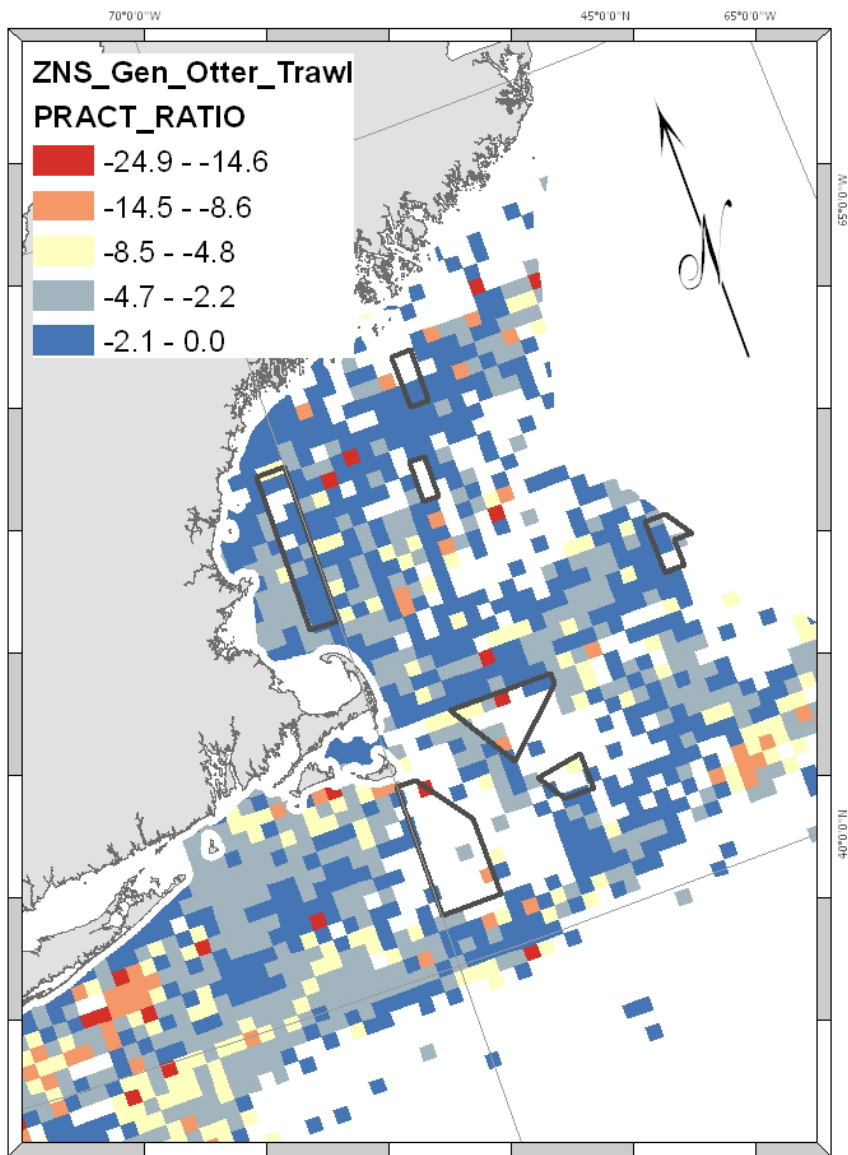 70°0'0"W 45°0'0"N 65°0'0"W
ZNS_Gen_Otter_Trawl
PRACT_RATIO
-24.9 - -14.6
-14.5 - -8.6
-8.5 - -4.8
-4.7 - -2.2
-2.1 - 0.0
65°0'0"W
N
40°0'0"N